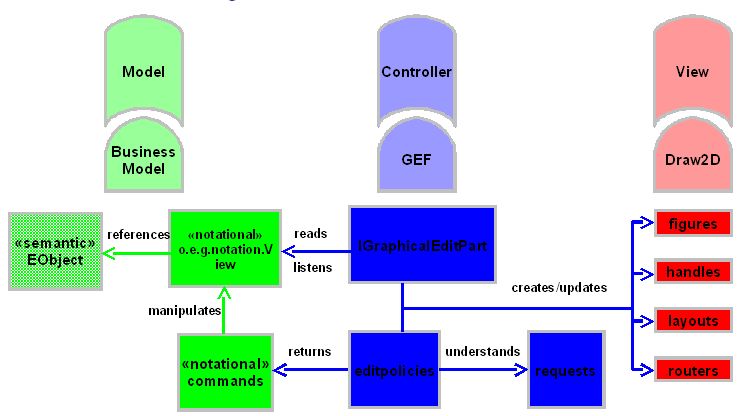 Model
Controller
View
Business
Model
GEF
Draw2D
«semantic»
EObject
references
«notational»
o.e.g.notation.V
iew
reads
listens
IGraphicalEditPart
figures
handles
creates/updates
layouts
routers
manipulates
«notational»
commands
returns
editpolicies
understands
requests